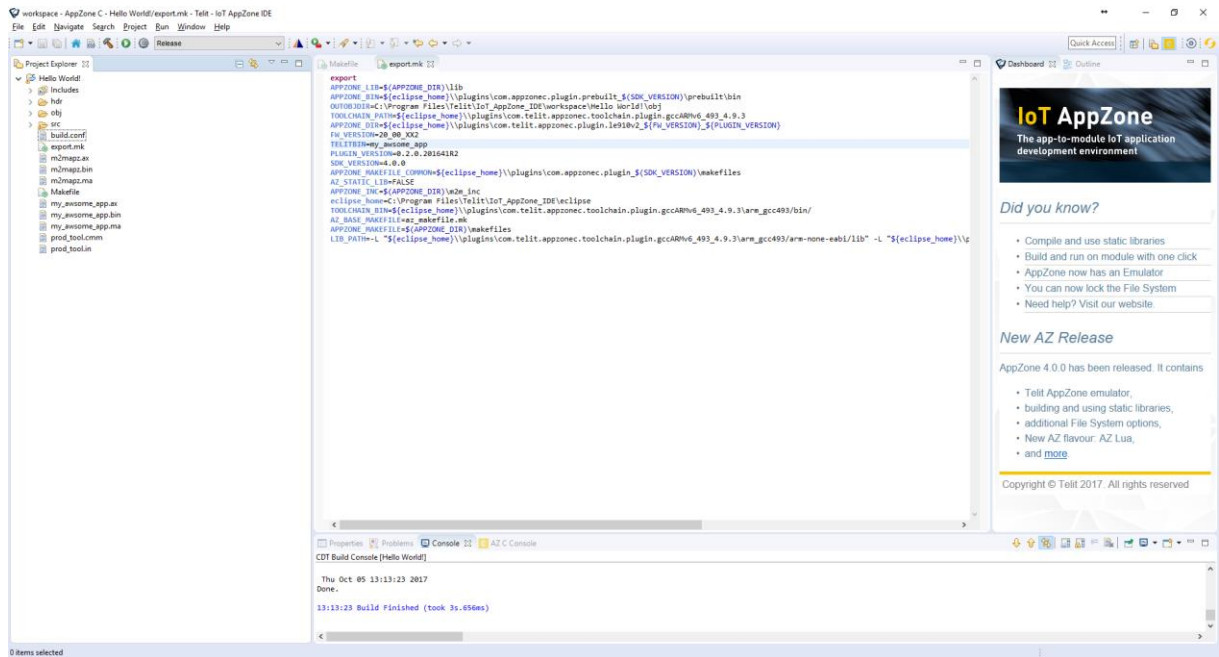 workspace - AppZone C - Hello World!/export.mk - Telit - IoT AppZone IDE
File Edit Navigate Search Project Run Window Help
Release
Quick Access
Project Explorer
Hello World!
Includes
hdr
obj
src
build.conf
export.mk
m2mapz.ax
m2mapz.bin
m2mapz.ma
Makefile
my_awsome_app.ax
my_awsome_app.bin
my_awsome_app.ma
prod_tool.cmm
prod_tool.in
Makefile export.mk
export
APPZONE_LIB=$(APPZONE_DIR)\lib
APPZONE_BIN=${eclipse_home}\\plugins\com.appzonec.plugin.prebuilt_$(SDK_VERSION)\prebuilt\bin
OUTOBJDIR=C:\Program Files\Telit\IoT_AppZone_IDE\workspace\Hello World!\obj
TOOLCHAIN_PATH=${eclipse_home}\\plugins\com.telit.appzonec.toolchain.plugin.gccARMv6_493_4.9.3
APPZONE_DIR=${eclipse_home}\\plugins\com.telit.appzonec.plugin.le910v2_${FW_VERSION}_${PLUGIN_VERSION}
FW_VERSION=20_00_XX2
TELITBIN=my_awsome_app
PLUGIN_VERSION=0.2.0.201641R2
SDK_VERSION=4.0.0
APPZONE_MAKEFILE_COMMON=${eclipse_home}\\plugins\com.appzonec.plugin_$(SDK_VERSION)\makefiles
AZ_STATIC_LIB=FALSE
APPZONE_INC=$(APPZONE_DIR)\m2m_inc
eclipse_home=C:\Program Files\Telit\IoT_AppZone_IDE\eclipse
TOOLCHAIN_BIN=${eclipse_home}\\plugins\com.telit.appzonec.toolchain.plugin.gccARMv6_493_4.9.3\arm_gcc493/bin/
AZ_BASE_MAKEFILE=az_makefile.mk
APPZONE_MAKEFILE=$(APPZONE_DIR)\makefiles
LIB_PATH=-L "${eclipse_home}\\plugins\com.telit.appzonec.toolchain.plugin.gccARMv6_493_4.9.3\arm_gcc493/arm-none-eabi/lib" -L "${eclipse_home}\\p
Dashboard Outline
IoT AppZone
The app-to-module IoT application
development environment
Did you know?
• Compile and use static libraries
• Build and run on module with one click
• AppZone now has an Emulator
• You can now lock the File System
• Need help? Visit our website.
New AZ Release
AppZone 4.0.0 has been released. It contains
• Telit AppZone emulator,
• building and using static libraries,
• additional File System options,
• New AZ flavour: AZ Lua,
• and more.
Copyright © Telit 2017. All rights reserved
Properties Problems Console AZ C Console
CDT Build Console [Hello World!]
Thu Oct 05 13:13:23 2017
Done.
13:13:23 Build Finished (took 3s.656ms)
0 items selected